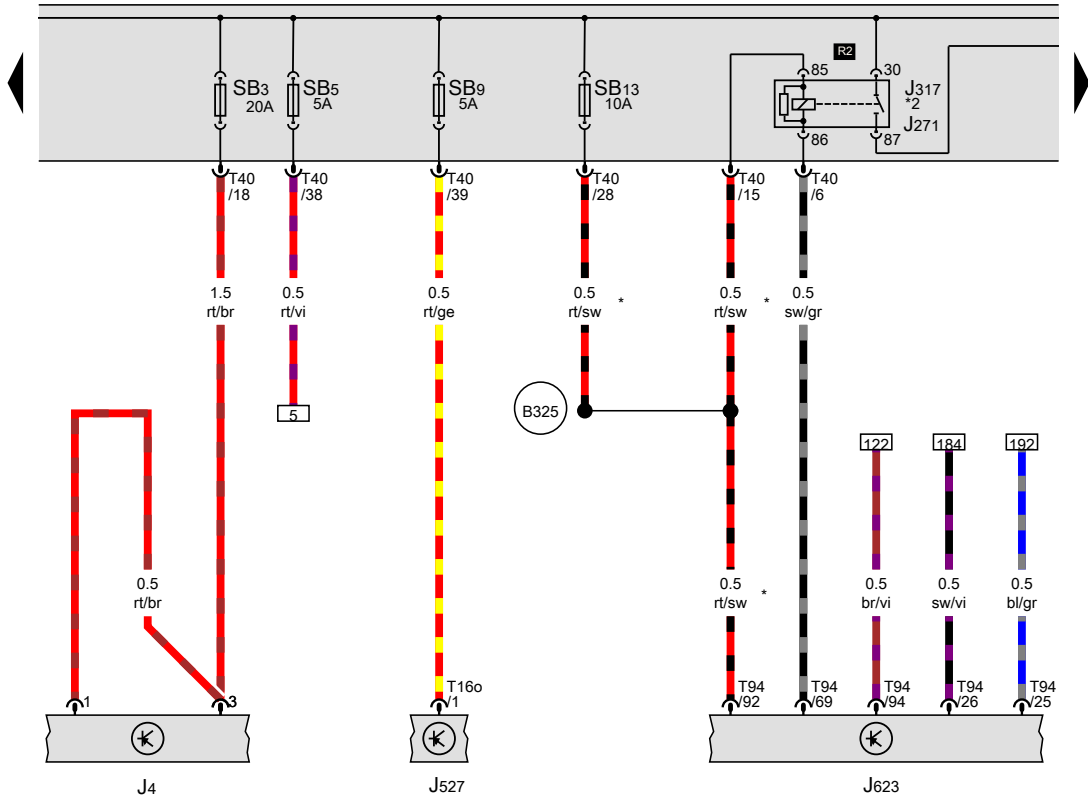 R2
85
30
SB3
20A
SB5
5A
SB9
5A
SB13
10A
J317
*2
J271
86
87
T40
/18
T40
/38
T40
/39
T40
/28
T40
/15
T40
/6
1.5
rt/br
0.5
rt/vi
0.5
rt/ge
0.5
rt/sw
*
0.5
rt/sw
*
0.5
sw/gr
5
B325
122
184
192
0.5
rt/br
0.5
rt/sw
*
0.5
br/vi
0.5
sw/vi
0.5
bl/gr
1
3
T16o
/1
T94
/92
T94
/69
T94
/94
T94
/26
T94
/25
J4
J527
J623